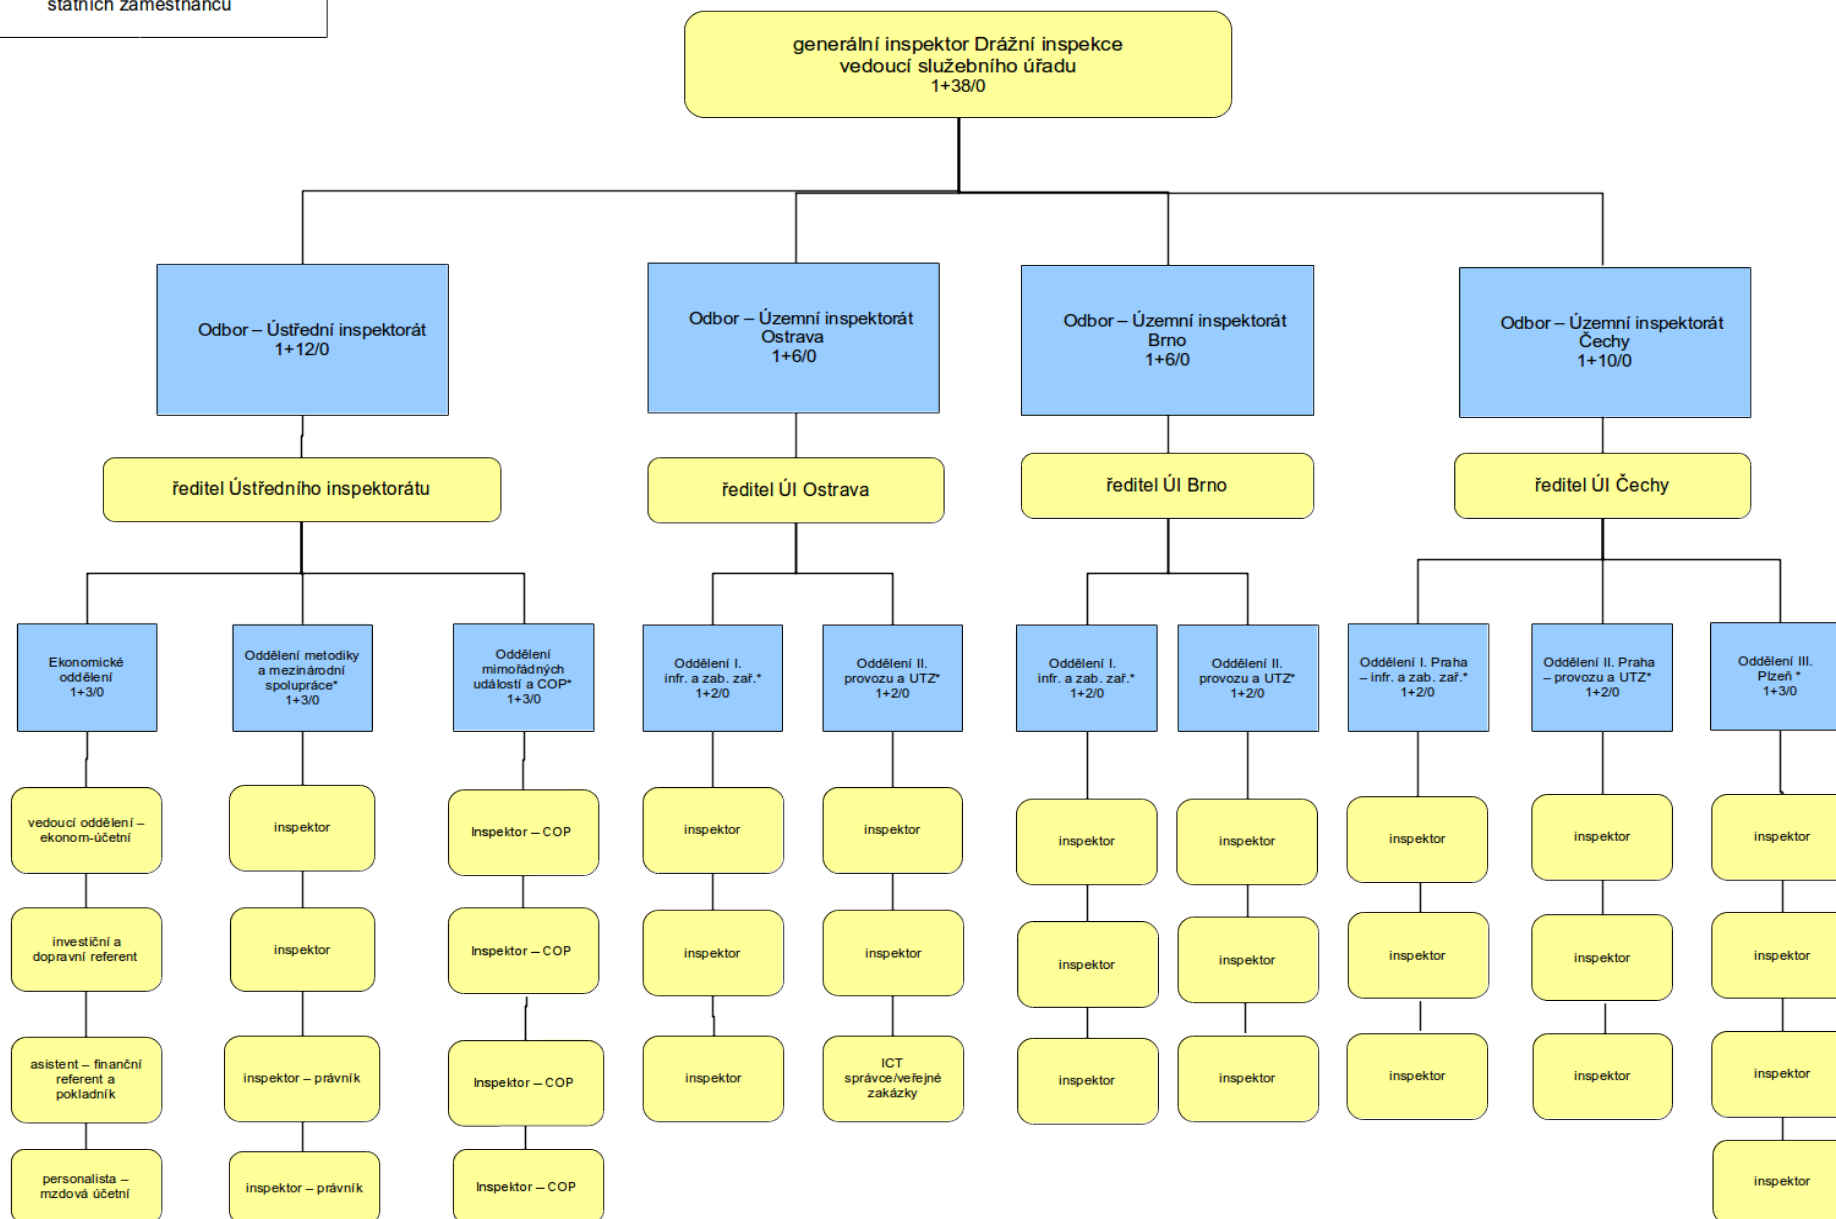 státních zaměstnanců
generální inspektor Drážní inspekce
vedoucí služebního úřadu
1+38/0
Odbor – Ústřední inspektorát
1+12/0
Odbor – Územní inspektorát
Ostrava
1+6/0
Odbor – Územní inspektorát
Brno
1+6/0
Odbor – Územní inspektorát
Čechy
1+10/0
ředitel Ústředního inspektorátu
ředitel ÚI Ostrava
ředitel ÚI Brno
ředitel ÚI Čechy
Ekonomické
oddělení
1+3/0
Oddělení metodiky
a mezinárodní
spolupráce*
1+3/0
Oddělení
mimořádných
událostí a COP*
1+3/0
Oddělení I.
infr. a zab. zař.*
1+2/0
Oddělení II.
provozu a UTZ*
1+2/0
Oddělení I.
infr. a zab. zař.*
1+2/0
Oddělení II.
provozu a UTZ*
1+2/0
Oddělení I. Praha
– infr. a zab. zař.*
1+2/0
Oddělení II. Praha
– provozu a UTZ*
1+2/0
Oddělení III.
Plzeň *
1+3/0
vedoucí oddělení –
ekonom-účetní
inspektor
Inspektor – COP
inspektor
inspektor
inspektor
inspektor
inspektor
inspektor
inspektor
investiční a
dopravní referent
inspektor
Inspektor – COP
inspektor
inspektor
inspektor
inspektor
inspektor
inspektor
inspektor
asistent – finanční
referent a
pokladník
inspektor – právník
Inspektor – COP
inspektor
ICT
správce/veřejné
zakázky
inspektor
inspektor
inspektor
inspektor
inspektor
personalista –
mzdová účetní
inspektor – právník
Inspektor – COP
inspektor